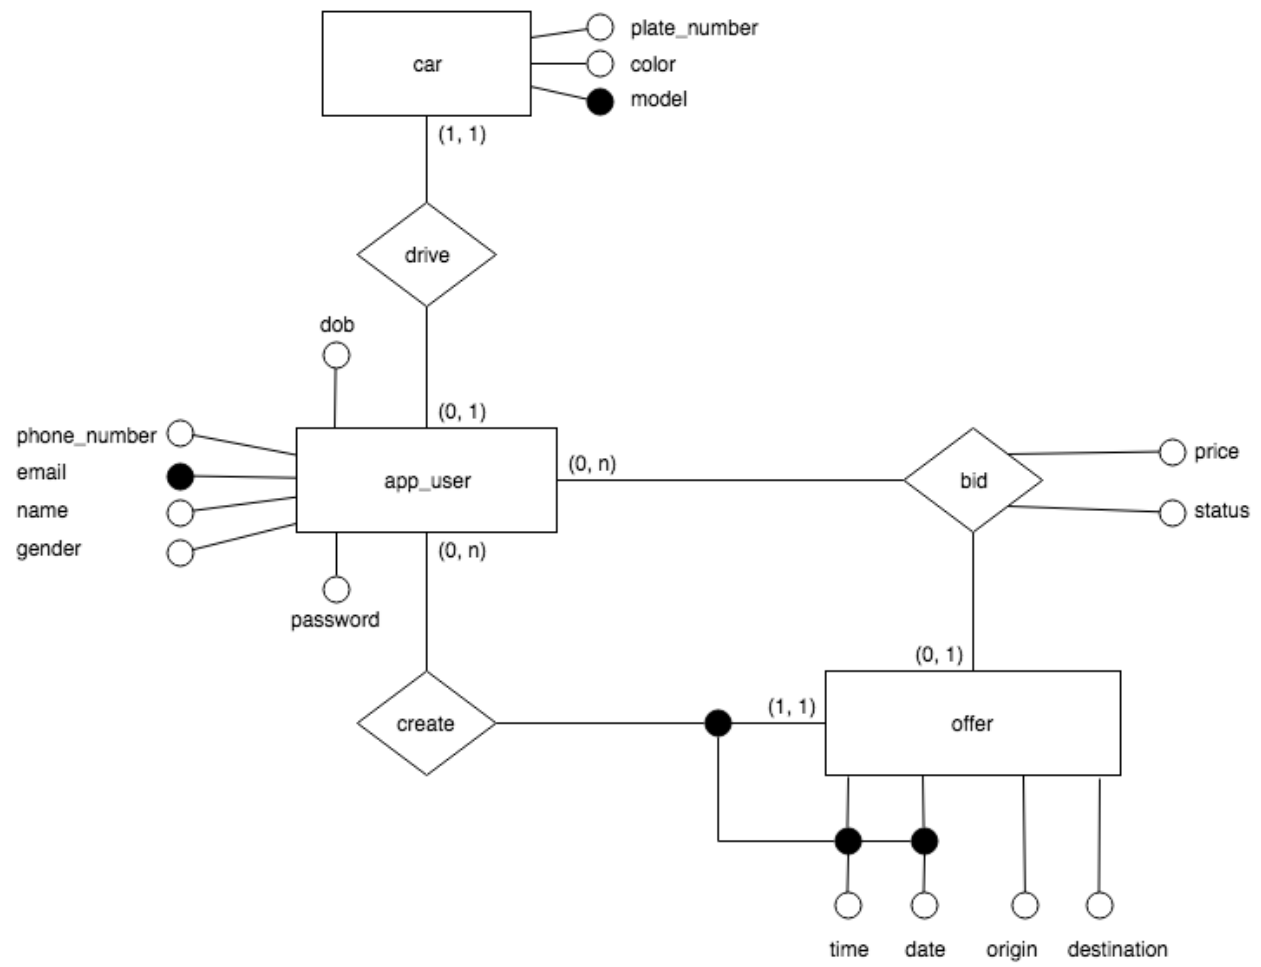 plate_number
car
color
model
(1, 1)
drive
dob
(0, 1)
phone_number
email
name
gender
app_user
(0, n)
bid
price
status
(0, n)
password
(0, 1)
create
(1, 1)
offer
time
date
origin
destination